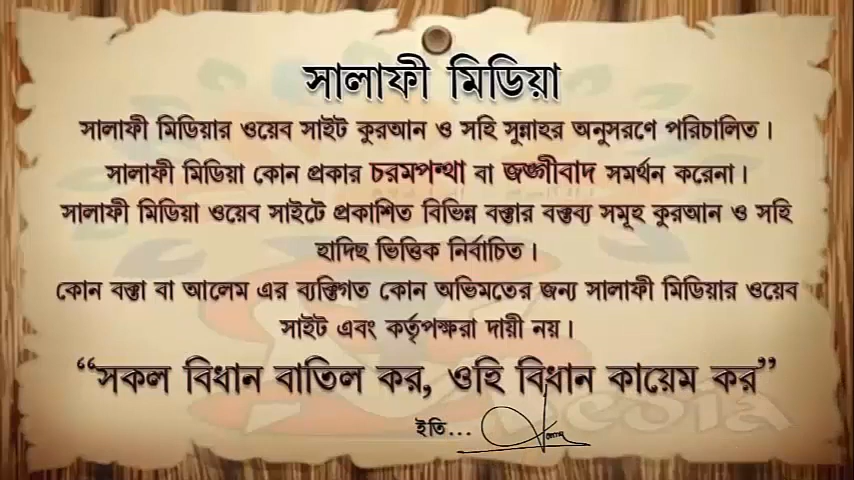 সালাফী মিডিয়া
সালাফী মিডিয়ার ওয়েব সাইট কুরআন ও সহি সুন্নাহর অনুসরণে পরিচালিত।
সালাফী মিডিয়া কোন প্রকার চরমপন্থা বা জঙ্গীবাদ সমর্থন করেনা।
সালাফী মিডিয়া ওয়েব সাইটে প্রকাশিত বিভিন্ন বক্তার বক্তব্য সমূহ কুরআন ও সহি
হাদিছ ভিত্তিক নির্বাচিত।
কোন বক্তা বা আলেম এর ব্যক্তিগত কোন অভিমতের জন্য সালাফী মিডিয়ার ওয়েব
সাইট এবং কর্তৃপক্ষরা দায়ী নয়।
“সকল বিধান বাতিল কর, ওহি বিধান কায়েম কর”
ইতি...